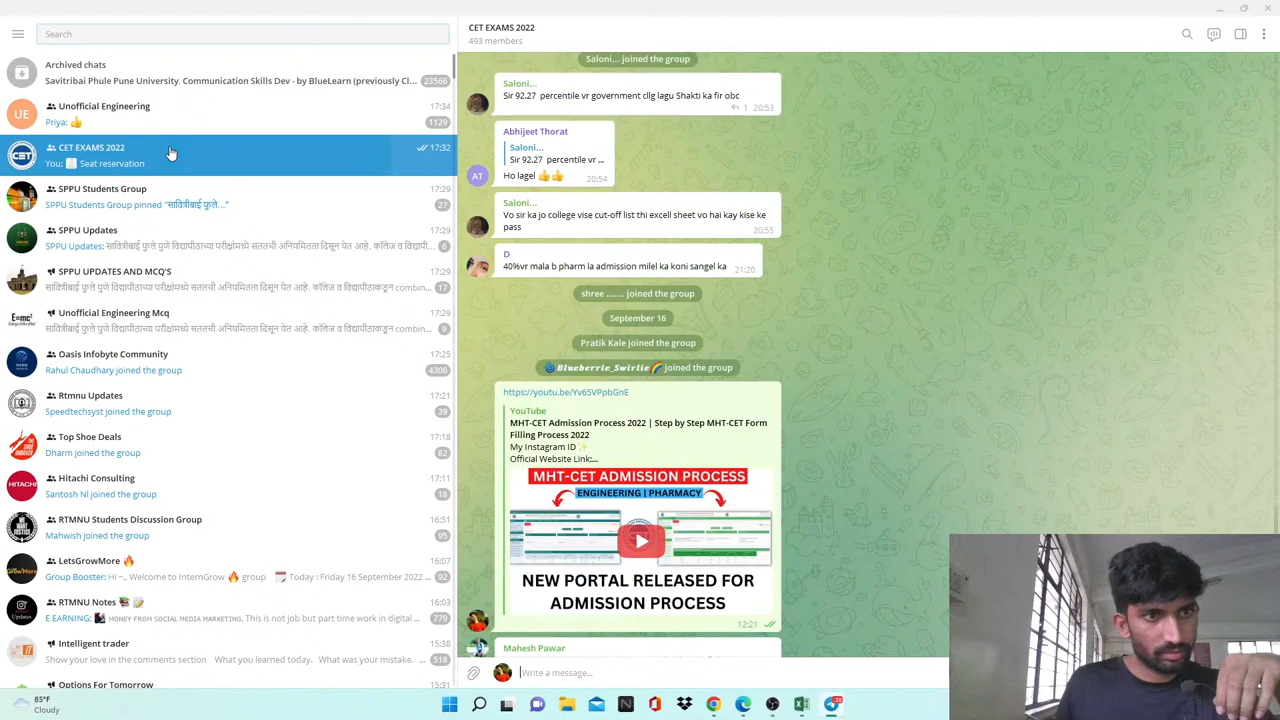 Search
Archived chats
Savitribai Phule Pune University. Communication Skills Dev - by BlueLearn (previously Cl... 23566
UE
Unofficial Engineering 17:34
Priya: 👍 1129
CET
CET EXAMS 2022 17:32
You: Seat reservation
SPPU Students Group 17:29
SPPU Students Group pinned "सावित्रीबाई फुले..." 27
SPPU Updates 17:29
SPPU Updates: सावित्रीबाई फुले पुणे विद्यापीठाच्या परीक्षांमध्ये सततची अनियमितता दिसून येत आहे. कॉलेज व विद्यापी... 6
SPPU UPDATES AND MCQ'S 17:29
सावित्रीबाई फुले पुणे विद्यापीठाच्या परीक्षांमध्ये सततची अनियमितता दिसून येत आहे. कॉलेज व विद्यापीठाकडून combin... 17
E=mc²
Unofficial Engineering Mcq 17:29
सावित्रीबाई फुले पुणे विद्यापीठाच्या परीक्षांमध्ये सततची अनियमितता दिसून येत आहे. कॉलेज व विद्यापीठाकडून combin... 9
Oasis Infobyte Community 17:25
Rahul Chaudhary joined the group 4306
Rtmnu Updates 17:21
Speedtechsyst joined the group 39
Top Shoe Deals 17:18
Dharm joined the group 82
HITACHI
Hitachi Consulting 17:11
Santosh Nl joined the group 18
RTMNU Students Discussion Group 16:51
Mahwish joined the group 95
LetsGrowMore 🔥 16:07
Group Booster: Hi ~., Welcome to InternGrow 🔥 group Today : Friday 16 September 2022 ... 92
RTMNU Notes 📚 📝 16:03
E EARNING: MONEY FROM SOCIAL MEDIA MARKETING. This is not job but part time work in digital ... 779
Intelligent trader 15:38
Show your love in the comments section What you learned today. What was your mistake. ... 518
Options For Tomorrow 15:31
CET EXAMS 2022
493 members
Saloni... joined the group
Saloni...
Sir 92.27 percentile vr government cllg lagu Shakti ka fir obc
1 20:53
Abhijeet Thorat
Saloni...
Sir 92.27 percentile vr ...
AT
Ho lagel 👍👍 20:54
Saloni...
Vo sir ka jo college vise cut-off list thi excell sheet vo hai kay kise ke
pass 20:55
D
40%vr mala b pharm la admission milel ka koni sangel ka 21:20
shree ....... joined the group
September 16
Pratik Kale joined the group
🌀Blueberrie_Swirlie🌈 joined the group
https://youtu.be/Yv65VPpbGnE
YouTube
MHT-CET Admission Process 2022 | Step by Step MHT-CET Form
Filling Process 2022
My Instagram ID✨
Official Website Link:...
MHT-CET ADMISSION PROCESS
ENGINEERING | PHARMACY
NEW PORTAL RELEASED FOR
ADMISSION PROCESS
12:21
Mahesh Pawar
Write a message...
85°F
Cloudy